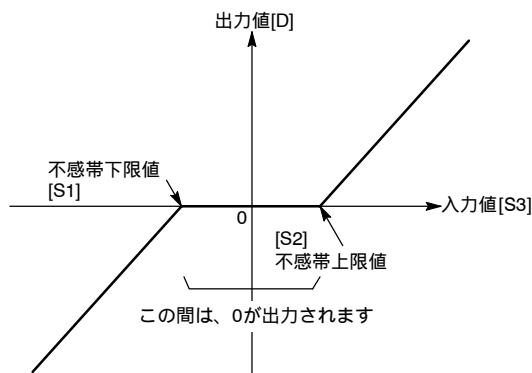 出力値[D]
不感帯下限値
[S1]
0
入力値[S3]
[S2]
不感帯上限値
この間は、0が出力されます